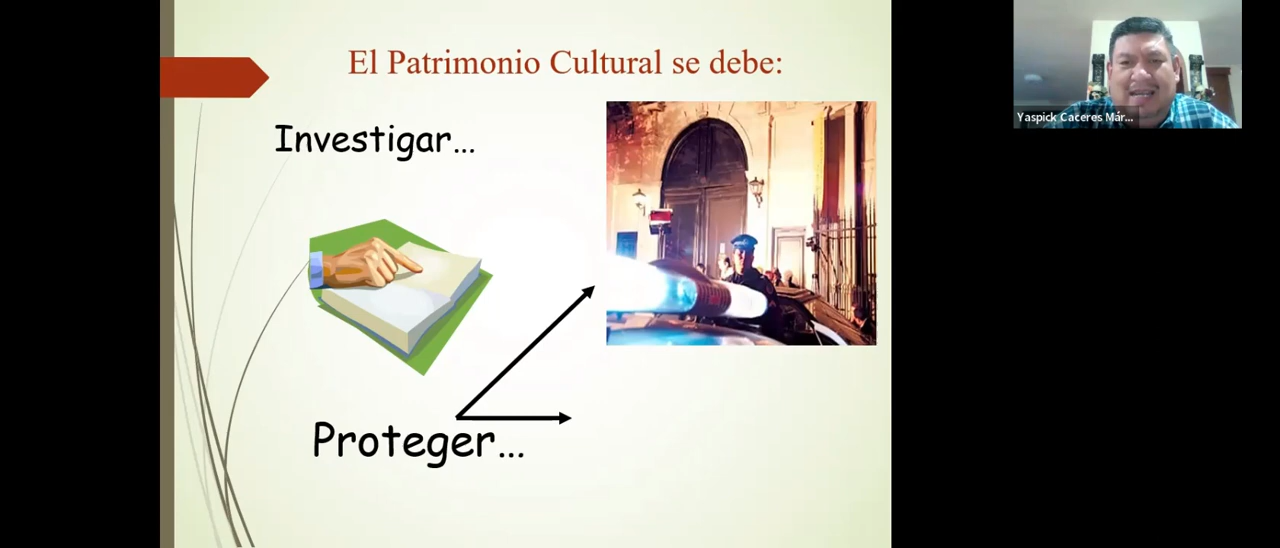 El Patrimonio Cultural se debe:
Investigar...
Proteger...
Yaspick Caceres Már...